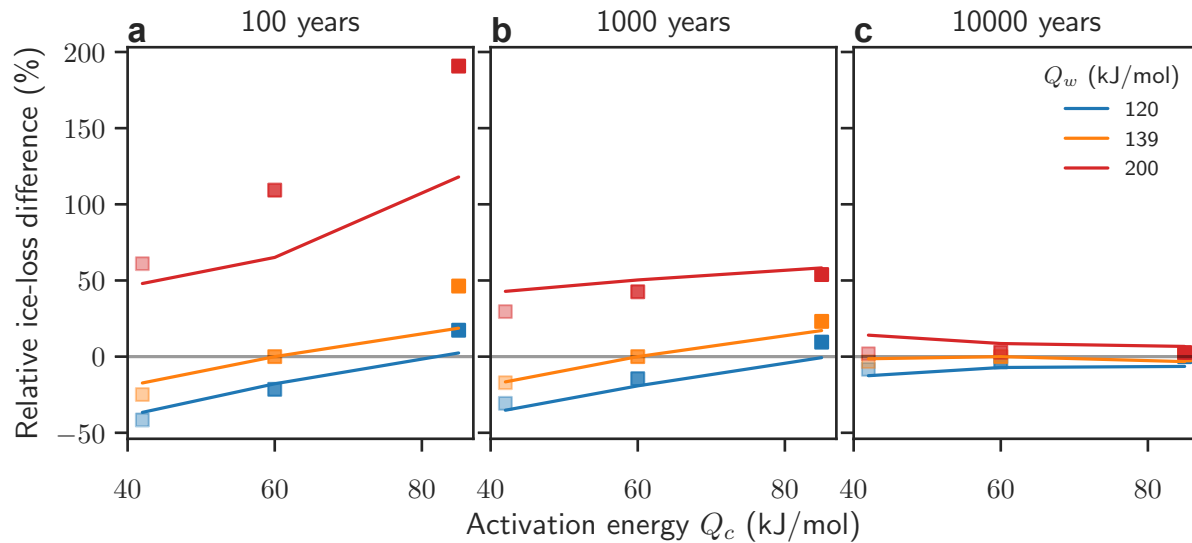 a 100 years b 1000 years c 10000 years
Relative ice-loss difference (%)
200
150
100
50
0
−50
Q_w (kJ/mol)
120
139
200
40 60 80 40 60 80 40 60 80
Activation energy Q_c (kJ/mol)